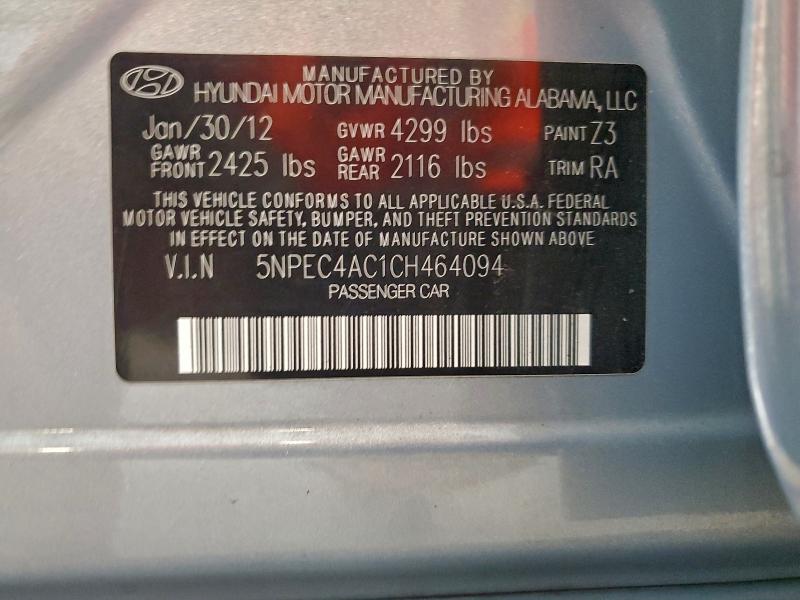 MANUFACTURED BY
HYUNDAI MOTOR MANUFACTURING ALABAMA, LLC
Jan/30/12 GVWR 4299 lbs PAINT Z3
GAWR FRONT 2425 lbs GAWR REAR 2116 lbs TRIM RA
THIS VEHICLE CONFORMS TO ALL APPLICABLE U.S.A. FEDERAL
MOTOR VEHICLE SAFETY, BUMPER, AND THEFT PREVENTION STANDARDS
IN EFFECT ON THE DATE OF MANUFACTURE SHOWN ABOVE
V.I.N 5NPEC4AC1CH464094
PASSENGER CAR